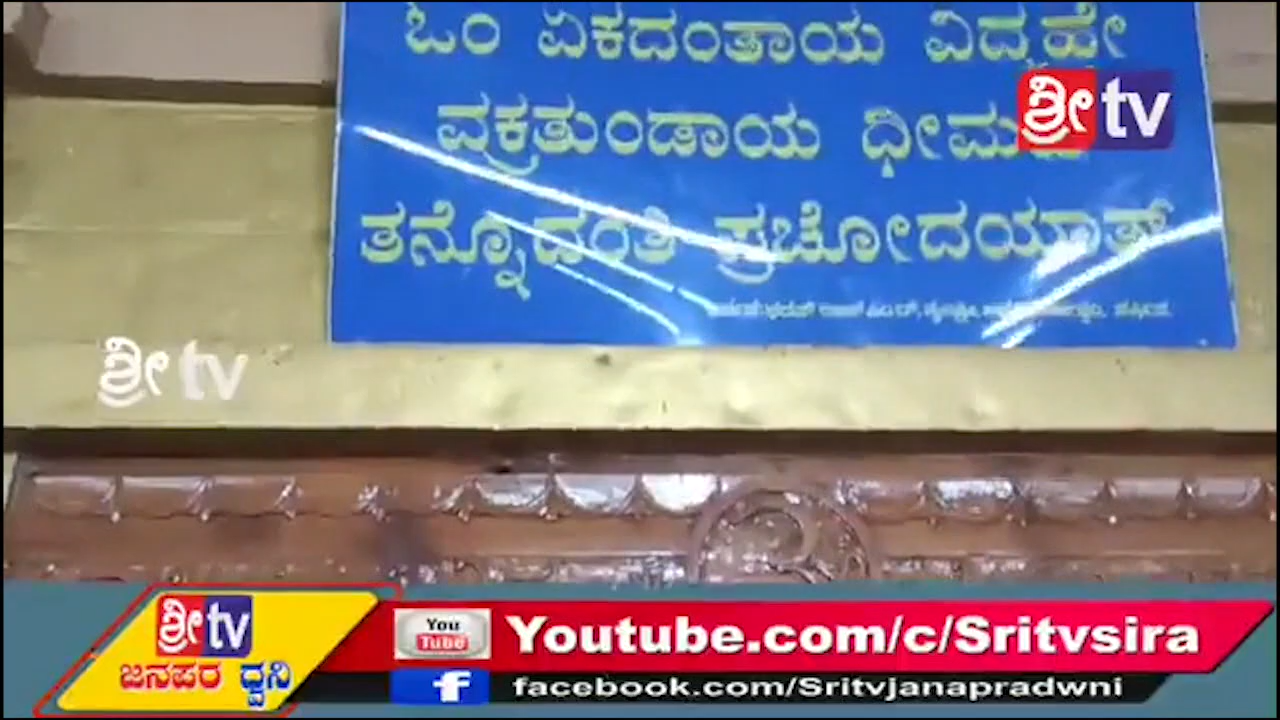 ಓಂ ಏಕದಂತಾಯ ವಿದ್ಮಹೇ
ವಕ್ರತುಂಡಾಯ ಧೀಮಹಿ
ತನ್ನೋದಂತಿ ಪ್ರಚೋದಯಾತ್
ಶ್ರೀ tv
ಶ್ರೀ tv
ಶ್ರೀ tv
ಜನಪರ ಧ್ವನಿ
You Tube
Youtube.com/c/Sritvsira
f facebook.com/Sritvjanapradwni